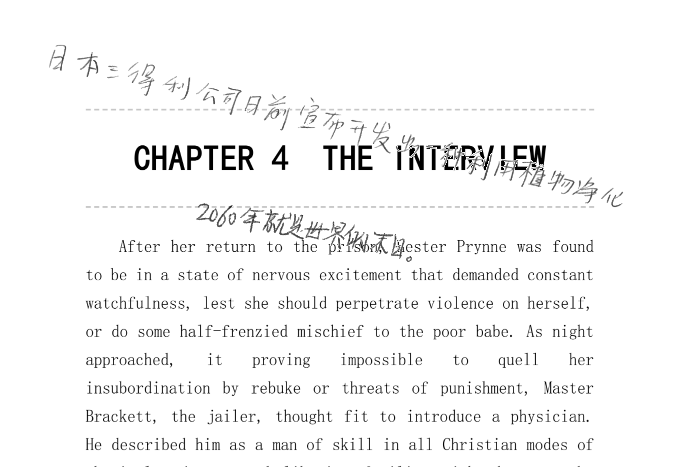 日本三得利公司日前宣布开发出一种利用植物净化
CHAPTER 4 THE INTERVIEW
2060年就是世界的末日。
After her return to the prison, Hester Prynne was found
to be in a state of nervous excitement that demanded constant
watchfulness, lest she should perpetrate violence on herself,
or do some half-frenzied mischief to the poor babe. As night
approached, it proving impossible to quell her
insubordination by rebuke or threats of punishment, Master
Brackett, the jailer, thought fit to introduce a physician.
He described him as a man of skill in all Christian modes of